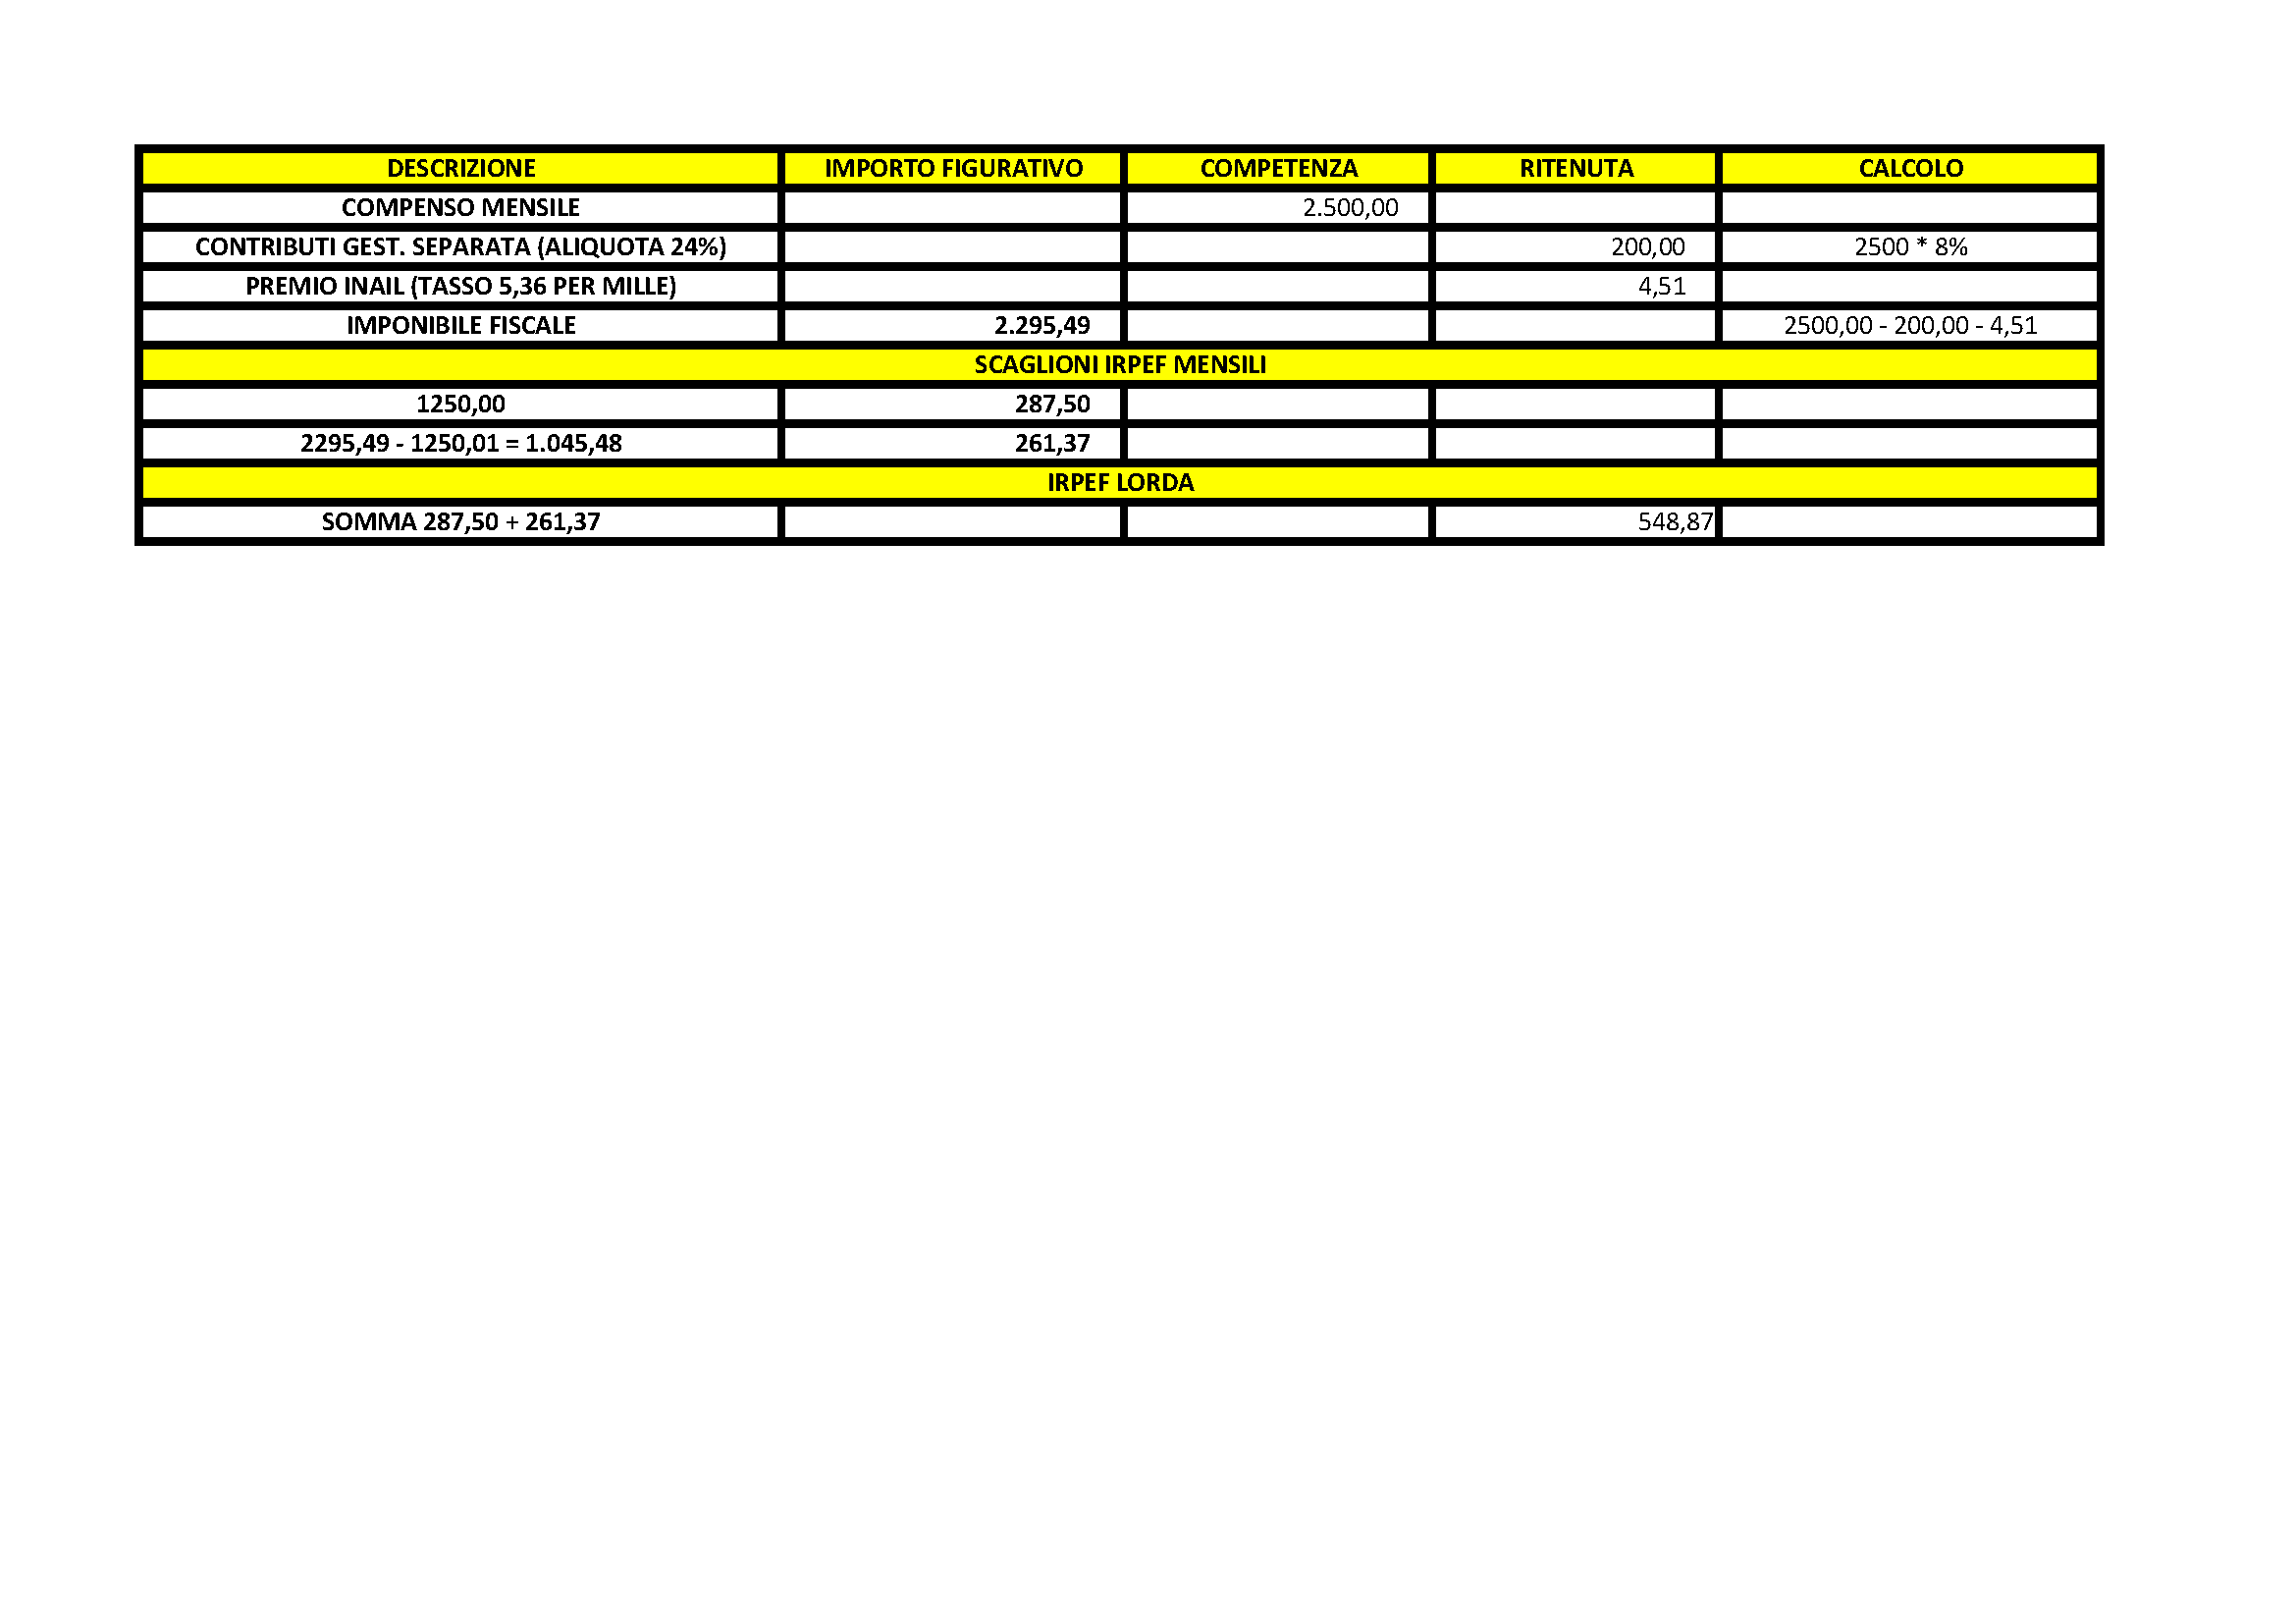 DESCRIZIONE IMPORTO FIGURATIVO COMPETENZA RITENUTA CALCOLO
COMPENSO MENSILE 2.500,00
CONTRIBUTI GEST. SEPARATA (ALIQUOTA 24%) 200,00 2500 * 8%
PREMIO INAIL (TASSO 5,36 PER MILLE) 4,51
IMPONIBILE FISCALE 2.295,49 2500,00 - 200,00 - 4,51
SCAGLIONI IRPEF MENSILI
1250,00 287,50
2295,49 - 1250,01 = 1.045,48 261,37
IRPEF LORDA
SOMMA 287,50 + 261,37 548,87